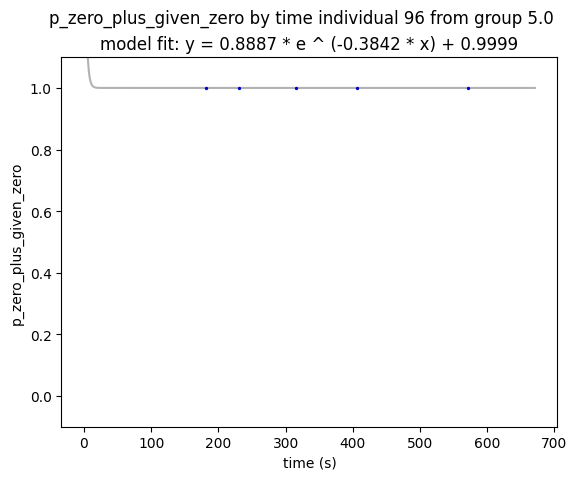 p_zero_plus_given_zero by time individual 96 from group 5.0
model fit: y = 0.8887 * e ^ (-0.3842 * x) + 0.9999
1.0
0.8
0.6
0.4
0.2
0.0
p_zero_plus_given_zero
0 100 200 300 400 500 600 700
time (s)